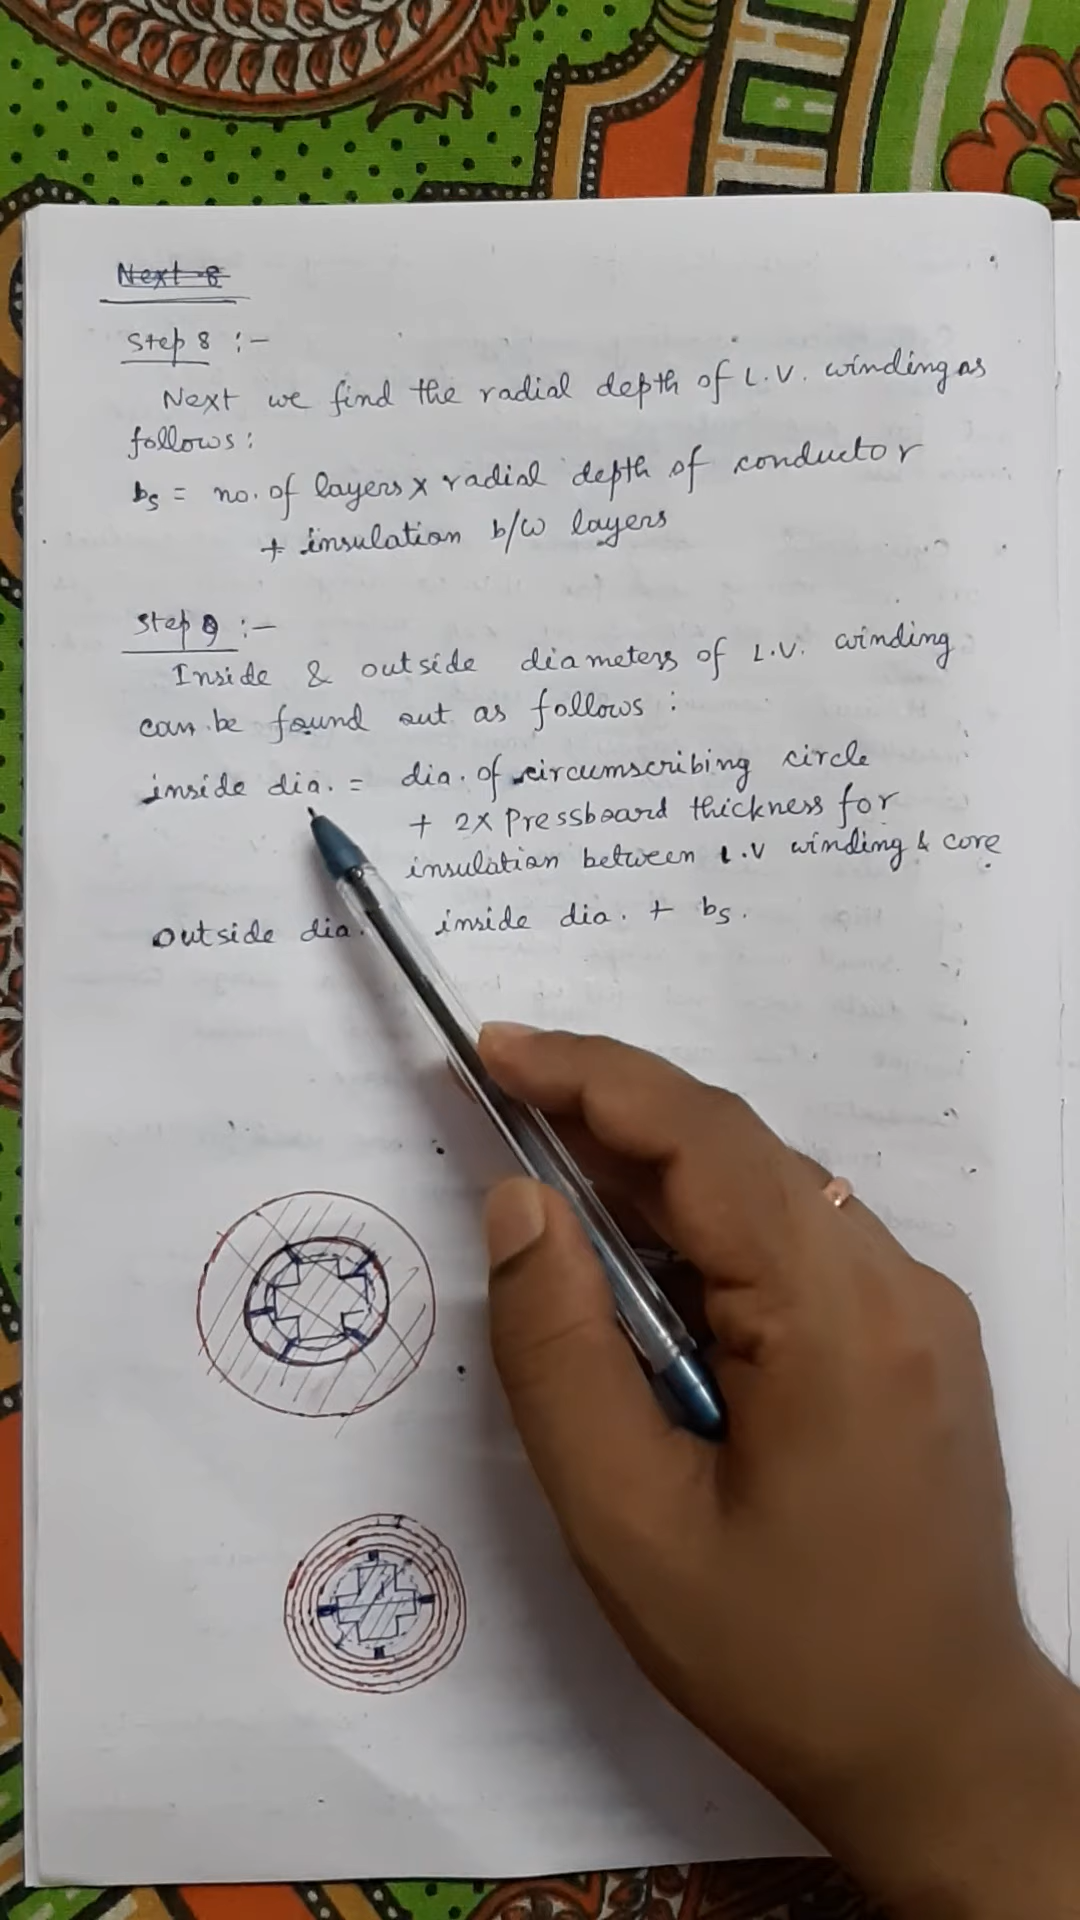 Next 8
Step 8 :-
Next we find the radial depth of L.V. winding as
follows:
bs = no. of layers x radial depth of conductor
+ insulation b/w layers
Step 9 :-
Inside & outside diameters of L.V. winding
can be found out as follows:
inside dia. = dia. of circumscribing circle
+ 2x Pressboard thickness for
insulation between L.V winding & core
outside dia. inside dia. + bs.